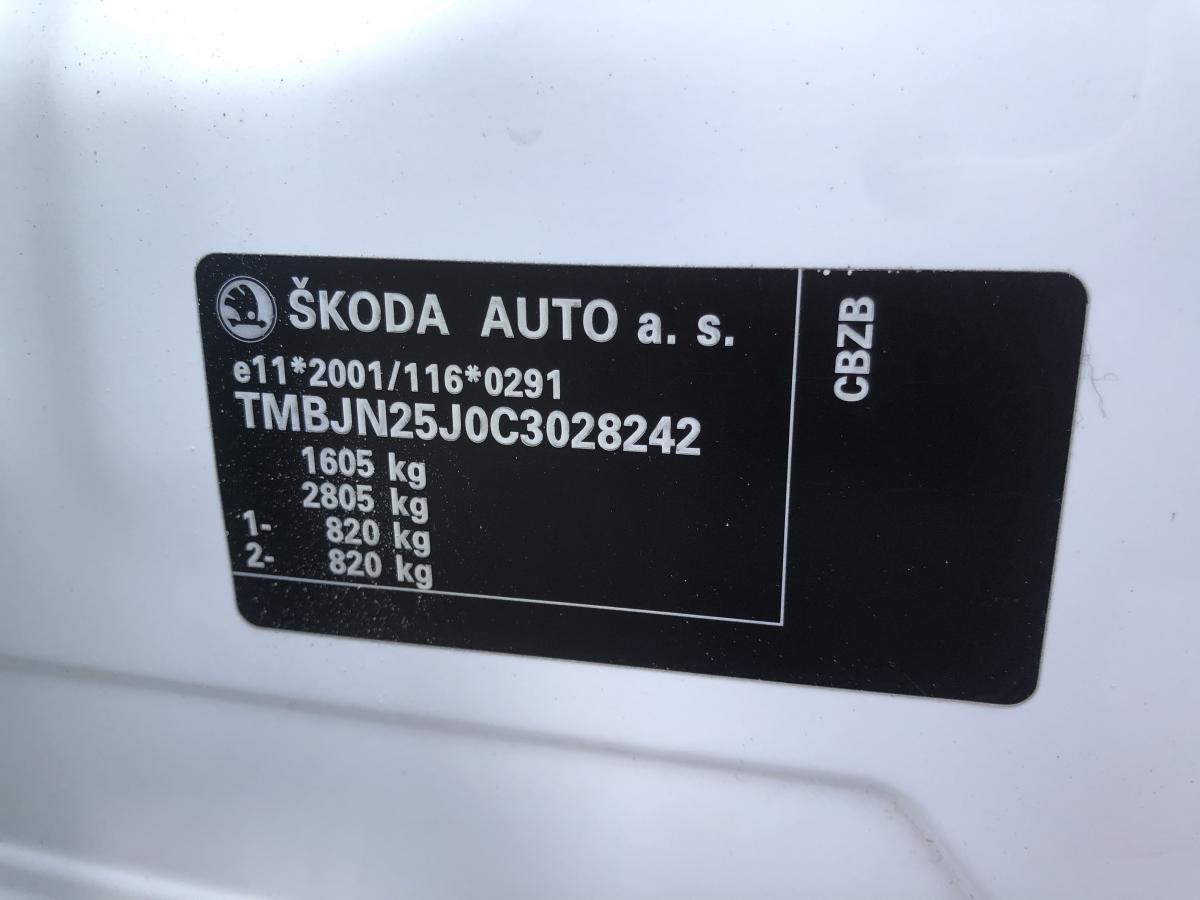 ŠKODA AUTO a. s.
e11*2001/116*0291
TMBJN25J0C3028242
1605 kg
2805 kg
1- 820 kg
2- 820 kg
CBZB